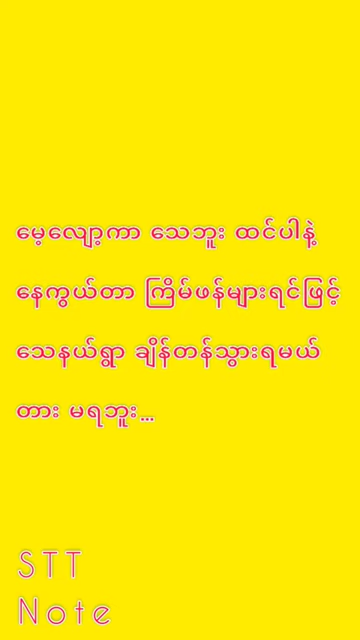 မေ့လျော့ကာ သေဘူး ထင်ပါနဲ့
နေကွယ်တာ ကြိမ်ဖန်များရင်ဖြင့်
သေနယ်ရွာ ချိန်တန်သွားရမယ်
တား မရဘူး...
STT
Note